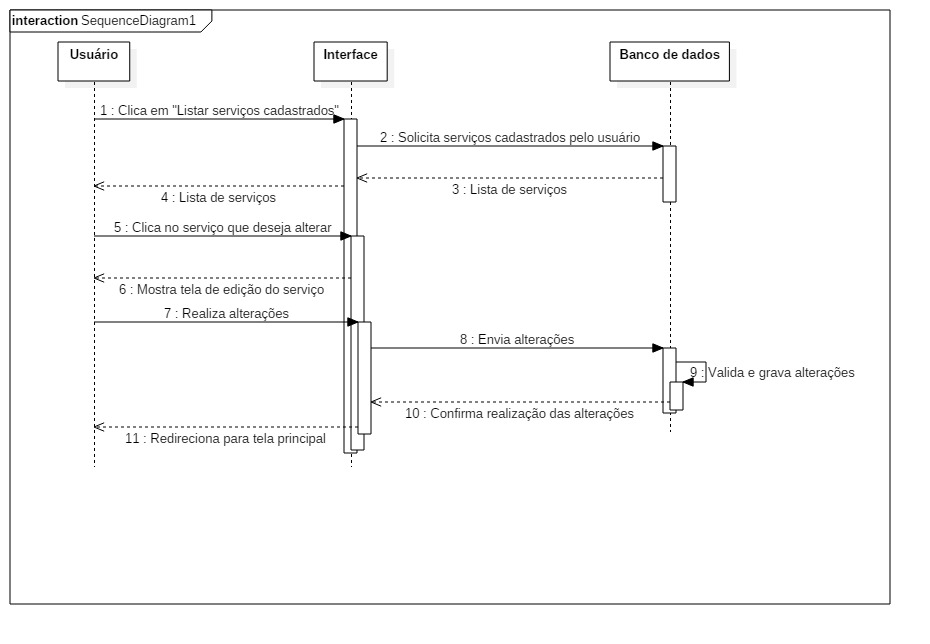 interaction SequenceDiagram1
Usuário
Interface
Banco de dados
1 : Clica em "Listar serviços cadastrados"
2 : Solicita serviços cadastrados pelo usuário
3 : Lista de serviços
4 : Lista de serviços
5 : Clica no serviço que deseja alterar
6 : Mostra tela de edição do serviço
7 : Realiza alterações
8 : Envia alterações
9 : Valida e grava alterações
10 : Confirma realização das alterações
11 : Redireciona para tela principal